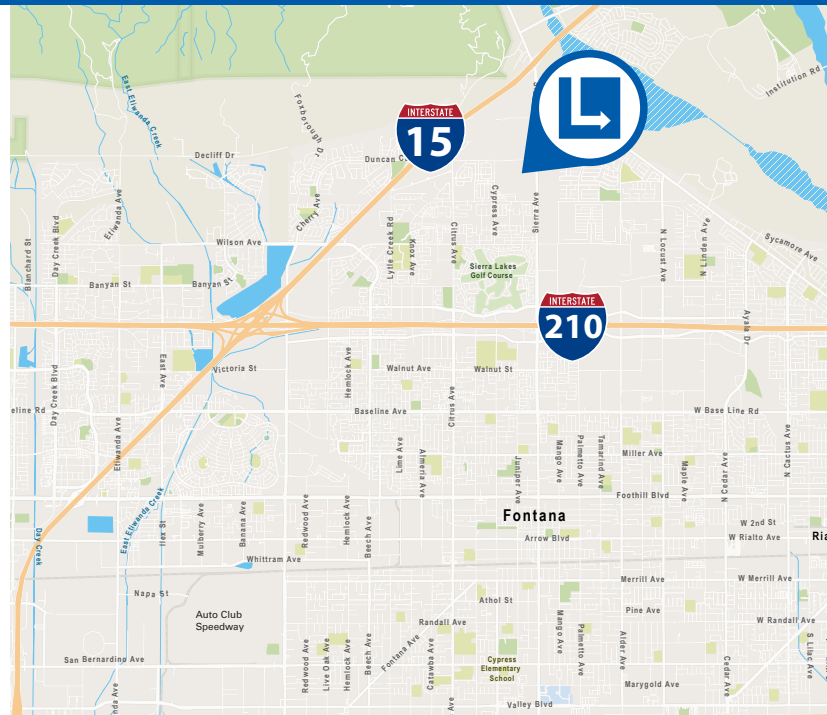 Institution Rd
East Etiwanda Creek
Foxborough Dr
INTERSTATE
15
Decliff Dr
Duncan C
Etiwanda Ave
Cherry Ave
Cypress Ave
Sierra Ave
Day Creek Blvd
Blanchard St
Wilson Ave
Lytle Creek Rd
Knox Ave
Citrus Ave
N Locust Ave
N Linden Ave
Sycamore Ave
Sierra Lakes
Golf Course
Banyan St
Banyan St
INTERSTATE
210
Ayala Dr
Day Creek Blvd
East Ave
Victoria St
Hemlock Ave
Walnut Ave
Walnut St
eline Rd
Baseline Ave
Citrus Ave
W Base Line Rd
Etiwanda Ave
Lime Ave
Almeria Ave
Juniper Ave
Mango Ave
Palmetto Ave
Tamarind Ave
Miller Ave
Maple Ave
N Cedar Ave
N Cactus Ave
Foothill Blvd
East Etiwanda Creek
Ilex St
Mulberry Ave
Banana Ave
Redwood Ave
Hemlock Ave
Beech Ave
Fontana
W 2nd St
Day Creek
Arrow Blvd
W Rialto Ave
Ria
Whittram Ave
Merrill Ave
W Merrill Ave
Napa St
Athol St
Auto Club
Speedway
Pine Ave
Randall Ave
W Randall Ave
Mango Ave
Palmetto Ave
Alder Ave
San Bernardino Ave
Redwood Ave
Live Oak Ave
Hemlock Ave
Beech Ave
Fontana Ave
Catawba Ave
Cypress
Elementary
School
Cedar Ave
S Lilac Ave
Marygold Ave
nda Ave
Ave
Valley Blvd